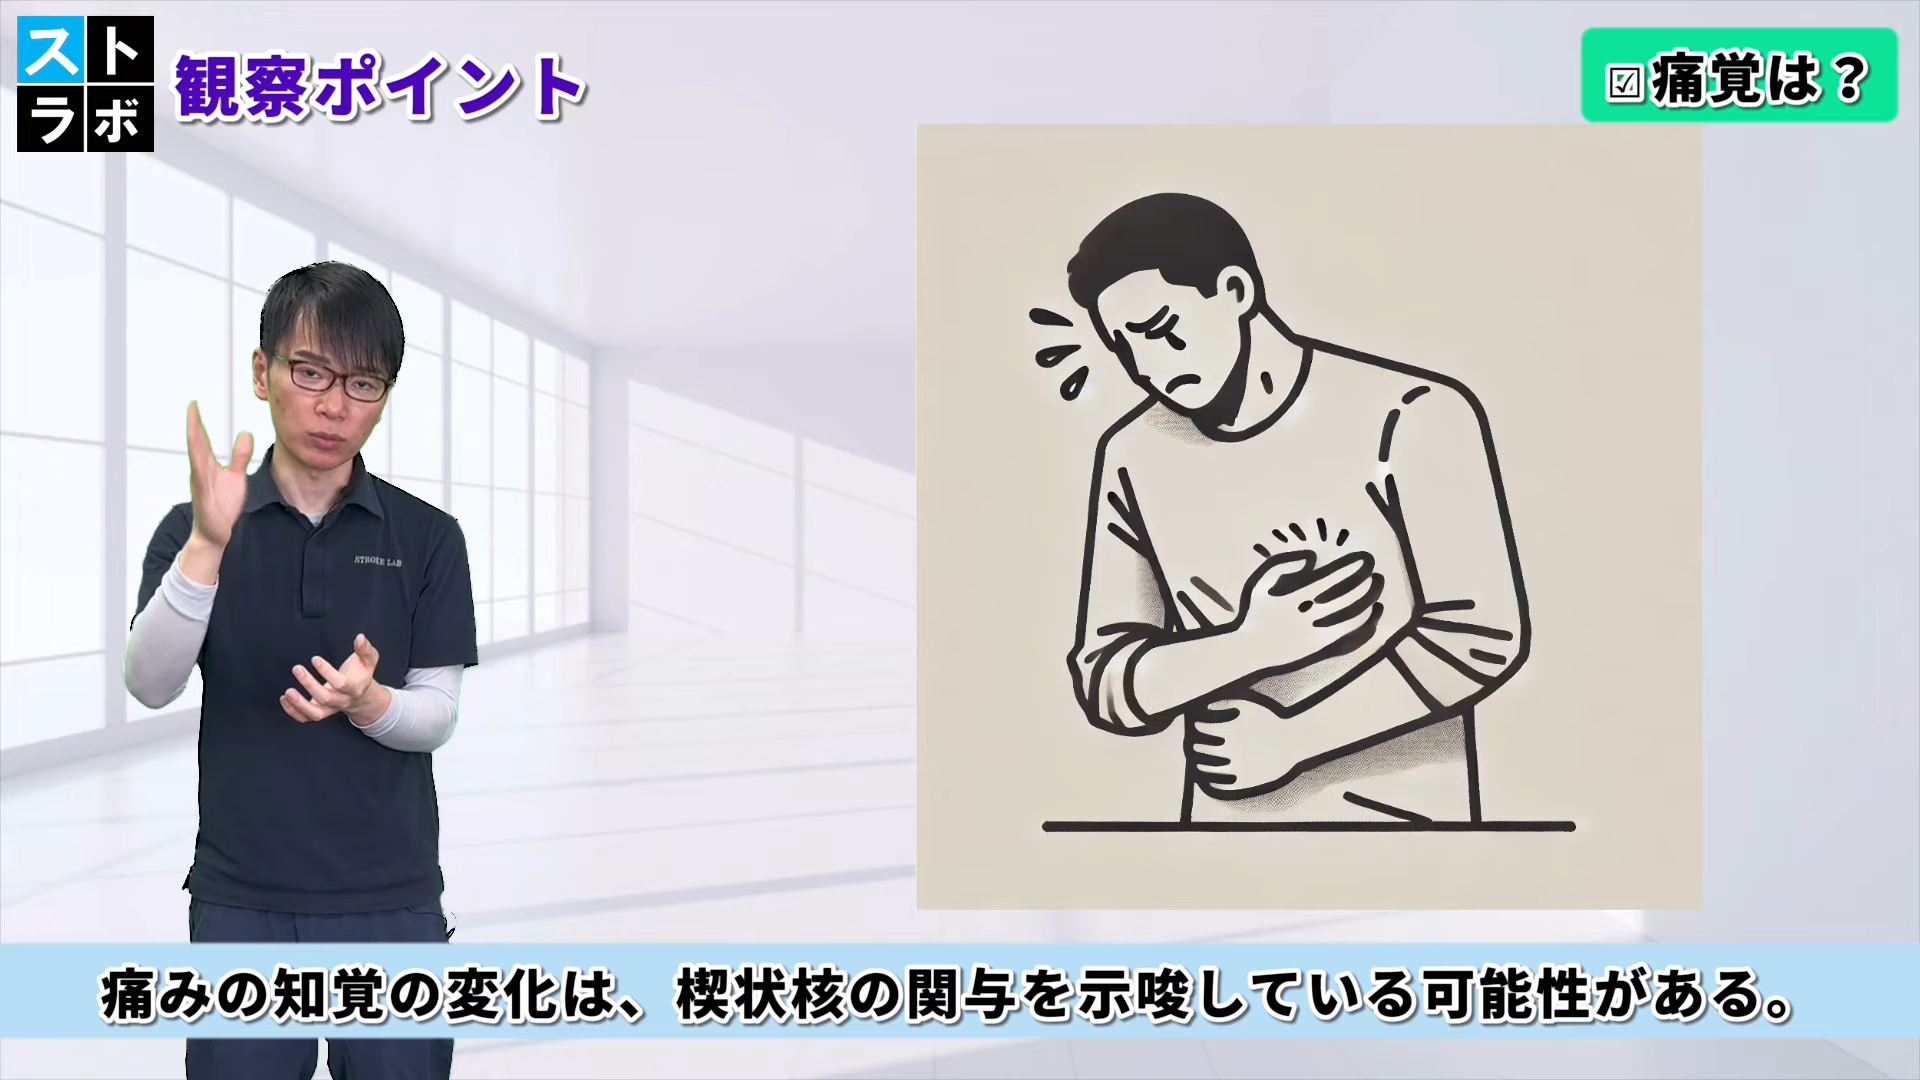 スト
ラボ
観察ポイント
☑痛覚は？
STROKE LAB
痛みの知覚の変化は、楔状核の関与を示唆している可能性がある。